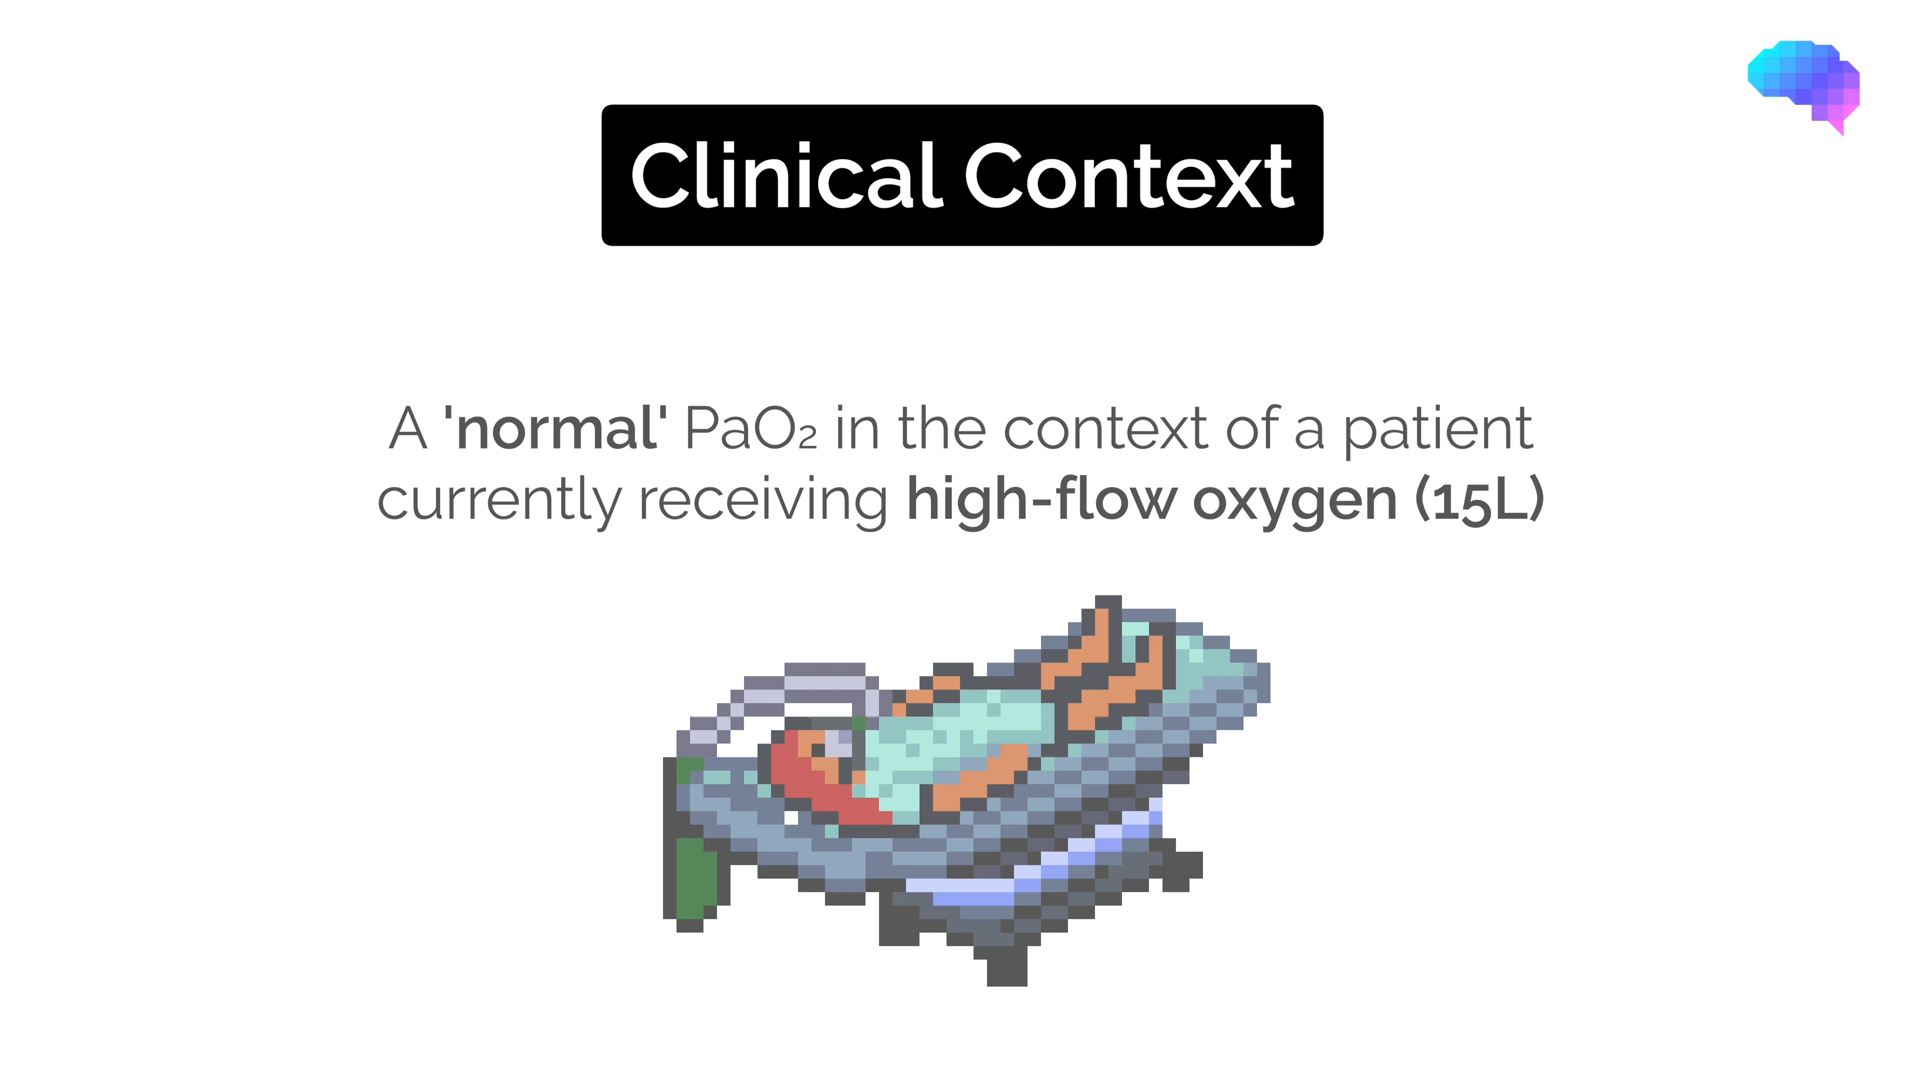 Clinical Context
A 'normal' PaO₂ in the context of a patient
currently receiving high-flow oxygen (15L)